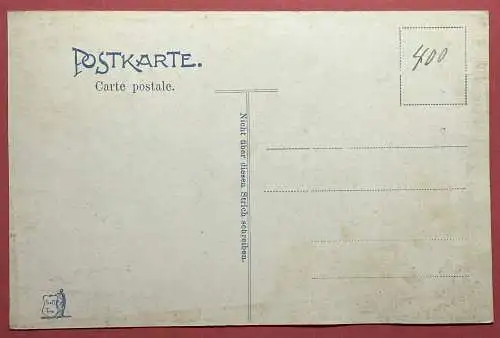 POSTKARTE.
Carte postale.
400
Nicht über diesen Strich schreiben.